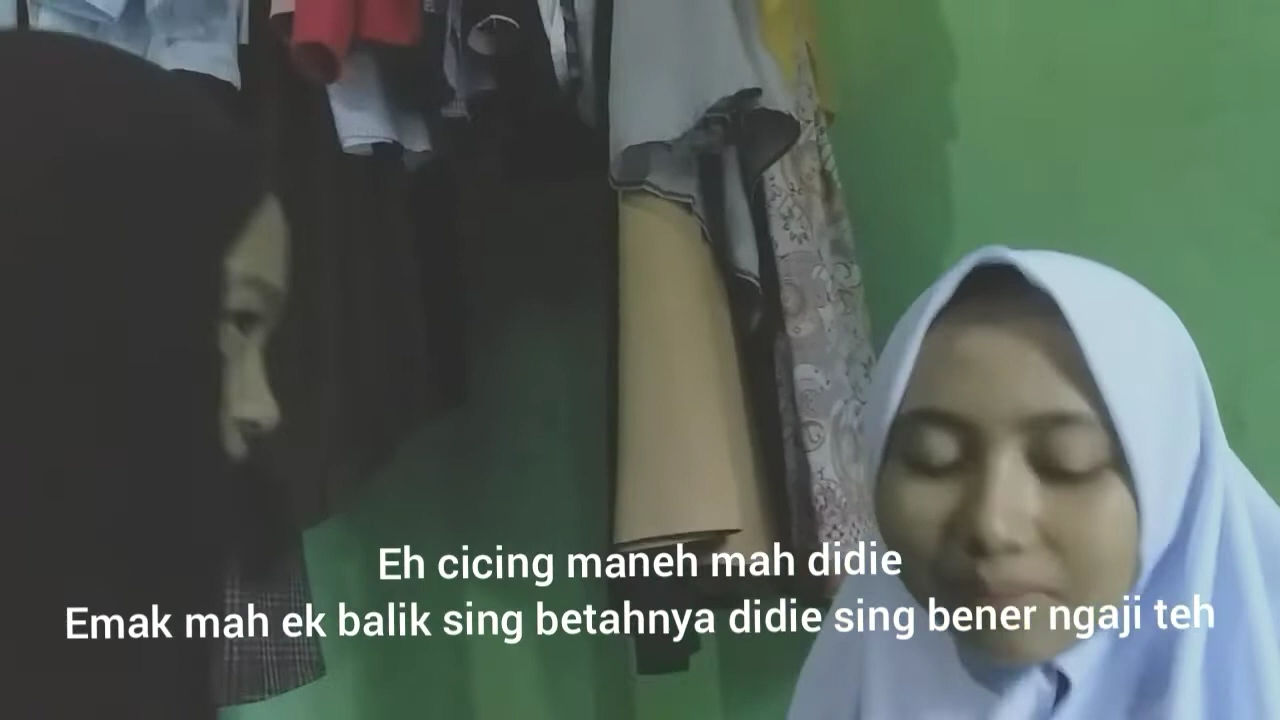 Eh cicing maneh mah didie
Emak mah ek balik sing betahnya didie sing bener ngaji teh